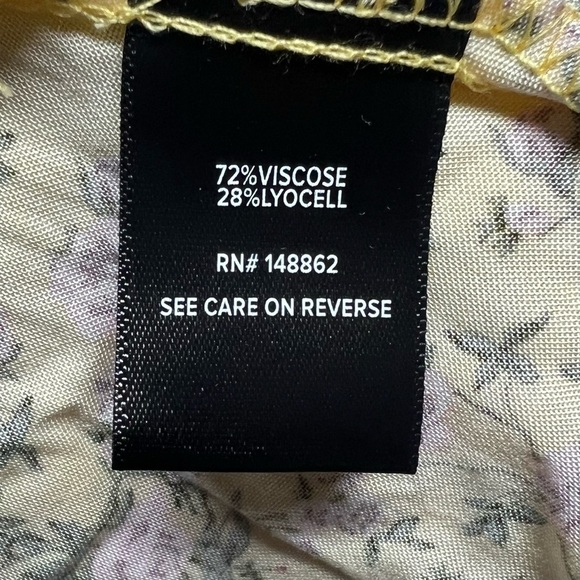 72%VISCOSE
28%LYOCELL
RN# 148862
SEE CARE ON REVERSE